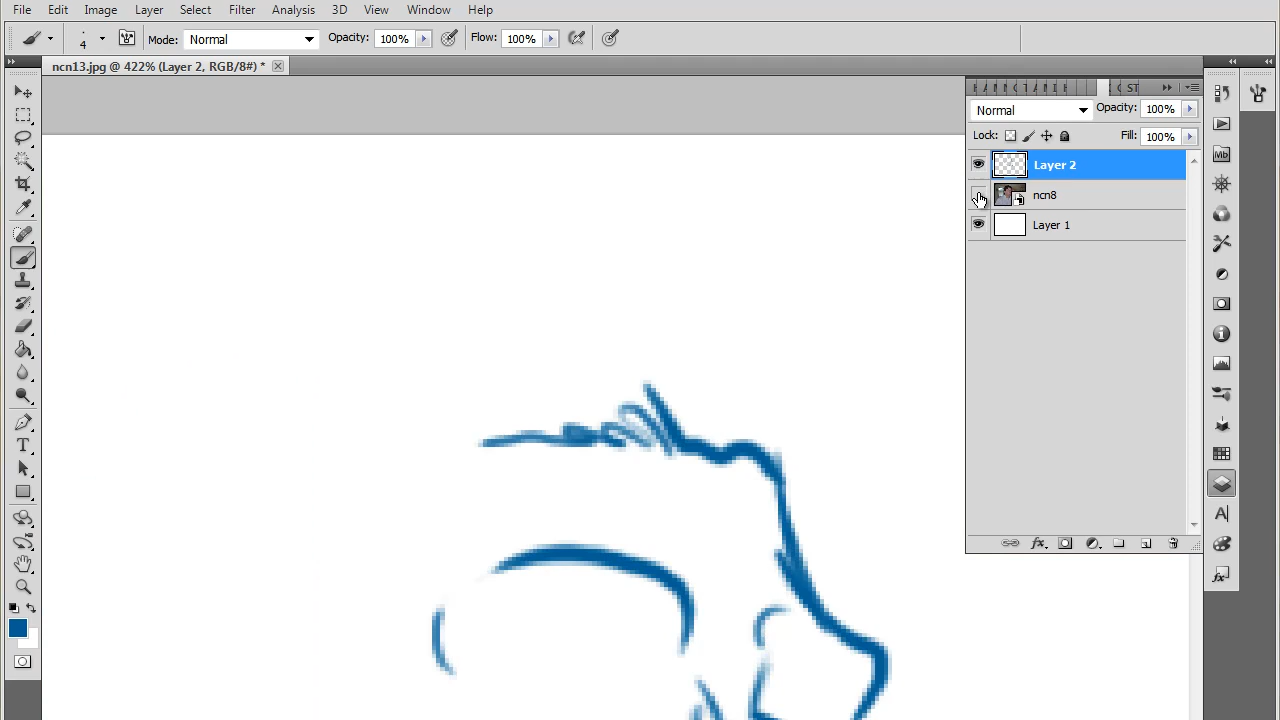 File Edit Image Layer Select Filter Analysis 3D View Window Help
4 Mode: Normal Opacity: 100% Flow: 100%
ncn13.jpg @ 422% (Layer 2, RGB/8#) *
ST
Normal Opacity: 100%
Lock: Fill: 100%
Layer 2
ncn8
Layer 1